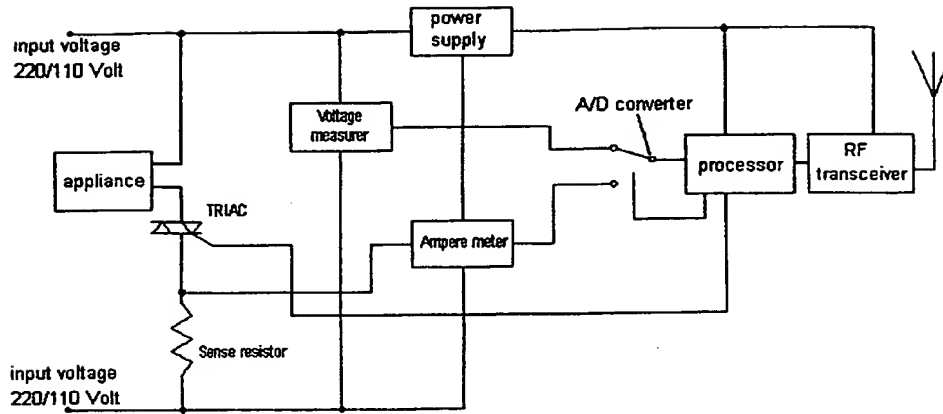 power
supply
input voltage
220/110 Volt
A/D converter
Voltage
measurer
processor
RF
transceiver
appliance
TRIAC
Ampere meter
Sense resistor
input voltage
220/110 Volt